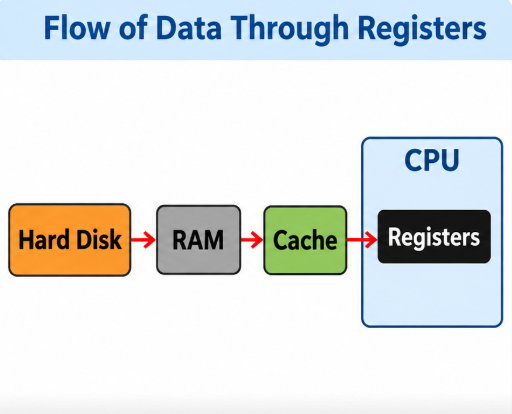 Flow of Data Through Registers
CPU
Hard Disk
RAM
Cache
Registers